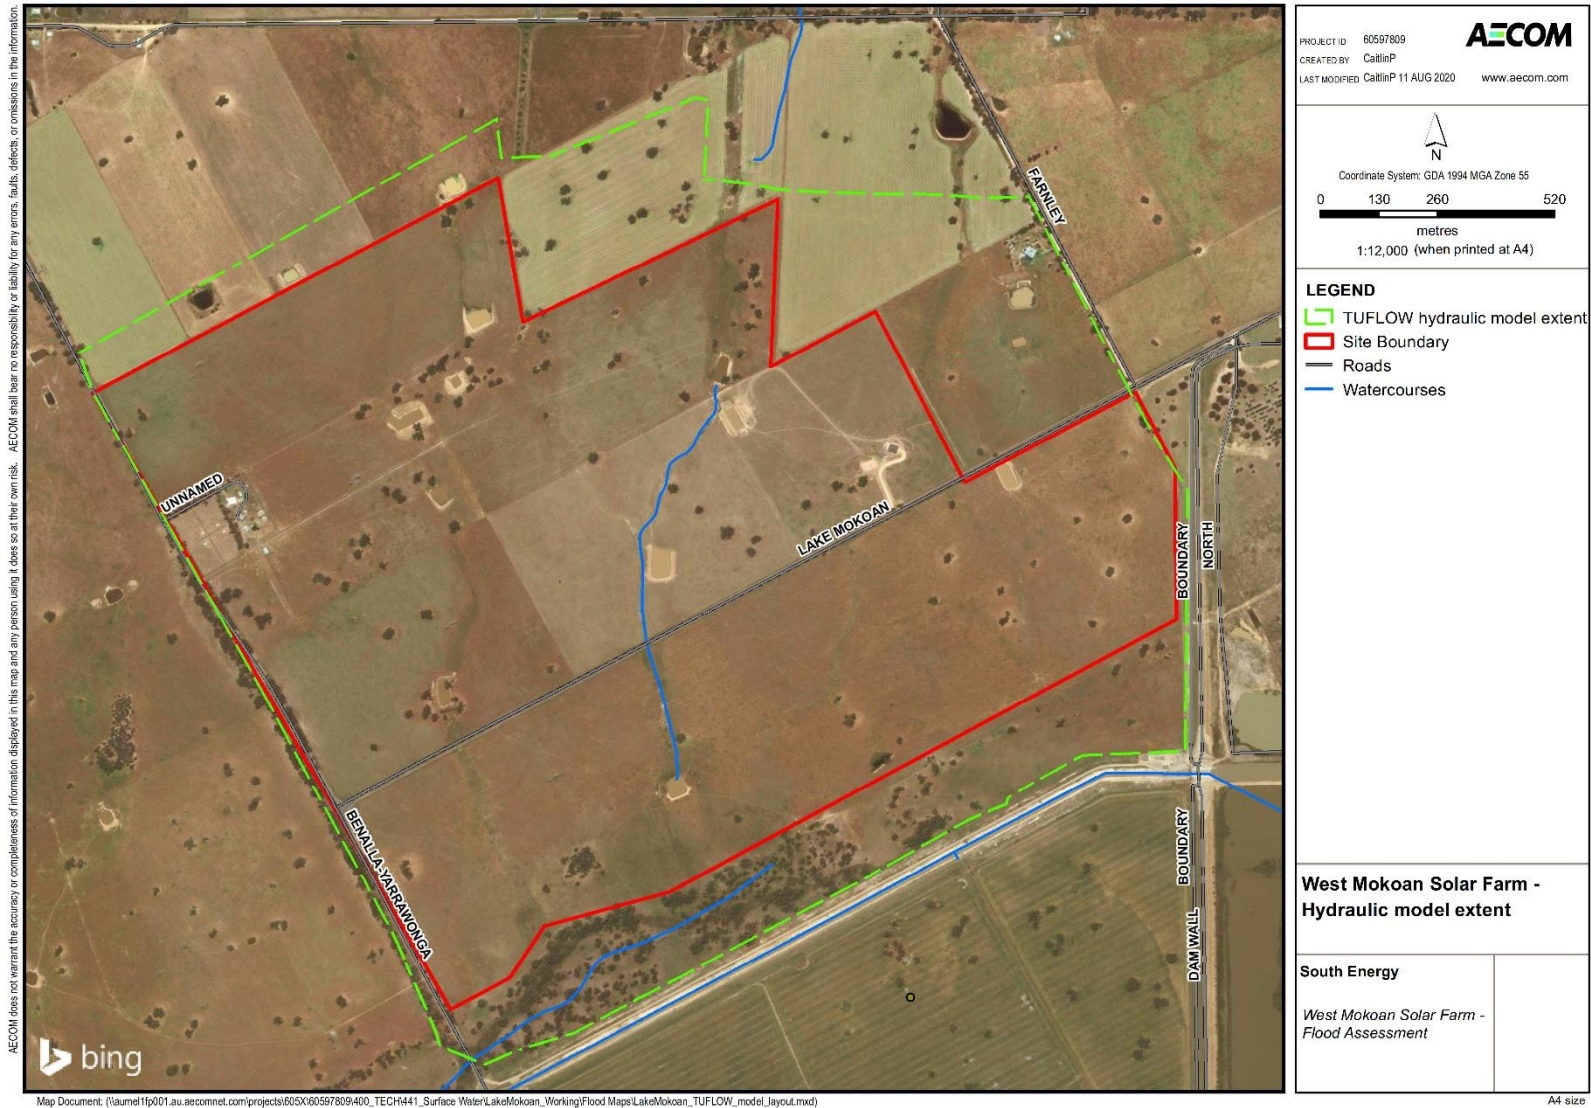 AECOM does not warrant the accuracy or completeness of information displayed in this map and any person using it does so at their own risk. AECOM shall bear no responsibility or liability for any errors, faults, defects, or omissions in the information.
FARNLEY
UNNAMED
LAKE MOKOAN
BOUNDARY
NORTH
BENALLA-YARRAWONGA
BOUNDARY
DAM WALL
bing
PROJECT ID 60597809
CREATED BY CaitlinP
LAST MODIFIED CaitlinP 11 AUG 2020
AECOM
www.aecom.com
N
Coordinate System: GDA 1994 MGA Zone 55
0 130 260 520
metres
1:12,000 (when printed at A4)
LEGEND
TUFLOW hydraulic model extent
Site Boundary
Roads
Watercourses
West Mokoan Solar Farm -
Hydraulic model extent
South Energy
West Mokoan Solar Farm -
Flood Assessment
Map Document: (\\aumel1fp001.au.aecomnet.com\projects\605X\60597809\400_TECH\441_Surface Water\LakeMokoan_Working\Flood Maps\LakeMokoan_TUFLOW_model_layout.mxd)
A4 size